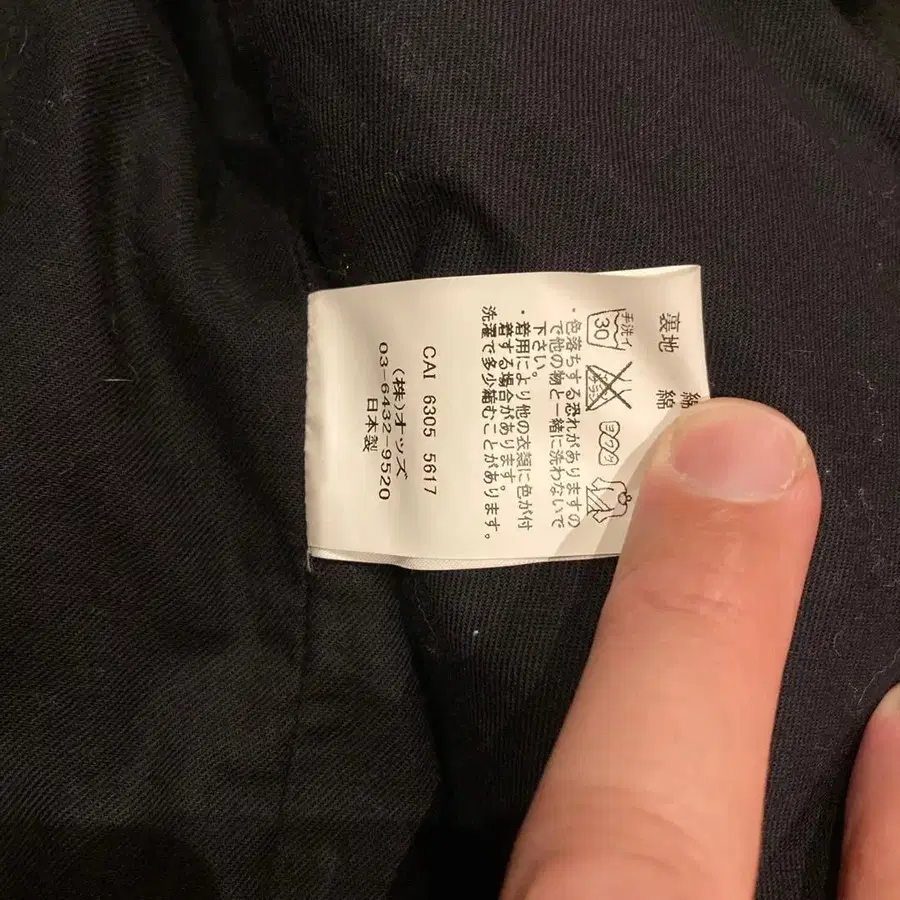 綿
裏地 綿
手洗イ
30
ヨワク
・色落ちする恐れがありますの
で他の物と一緒に洗わないで
下さい。
・着用により他の衣類に色が付
着する場合があります。
洗濯で多少縮むことがあります。
CAI 6305 5617
(株)オッズ
03-6432-9520
日本製